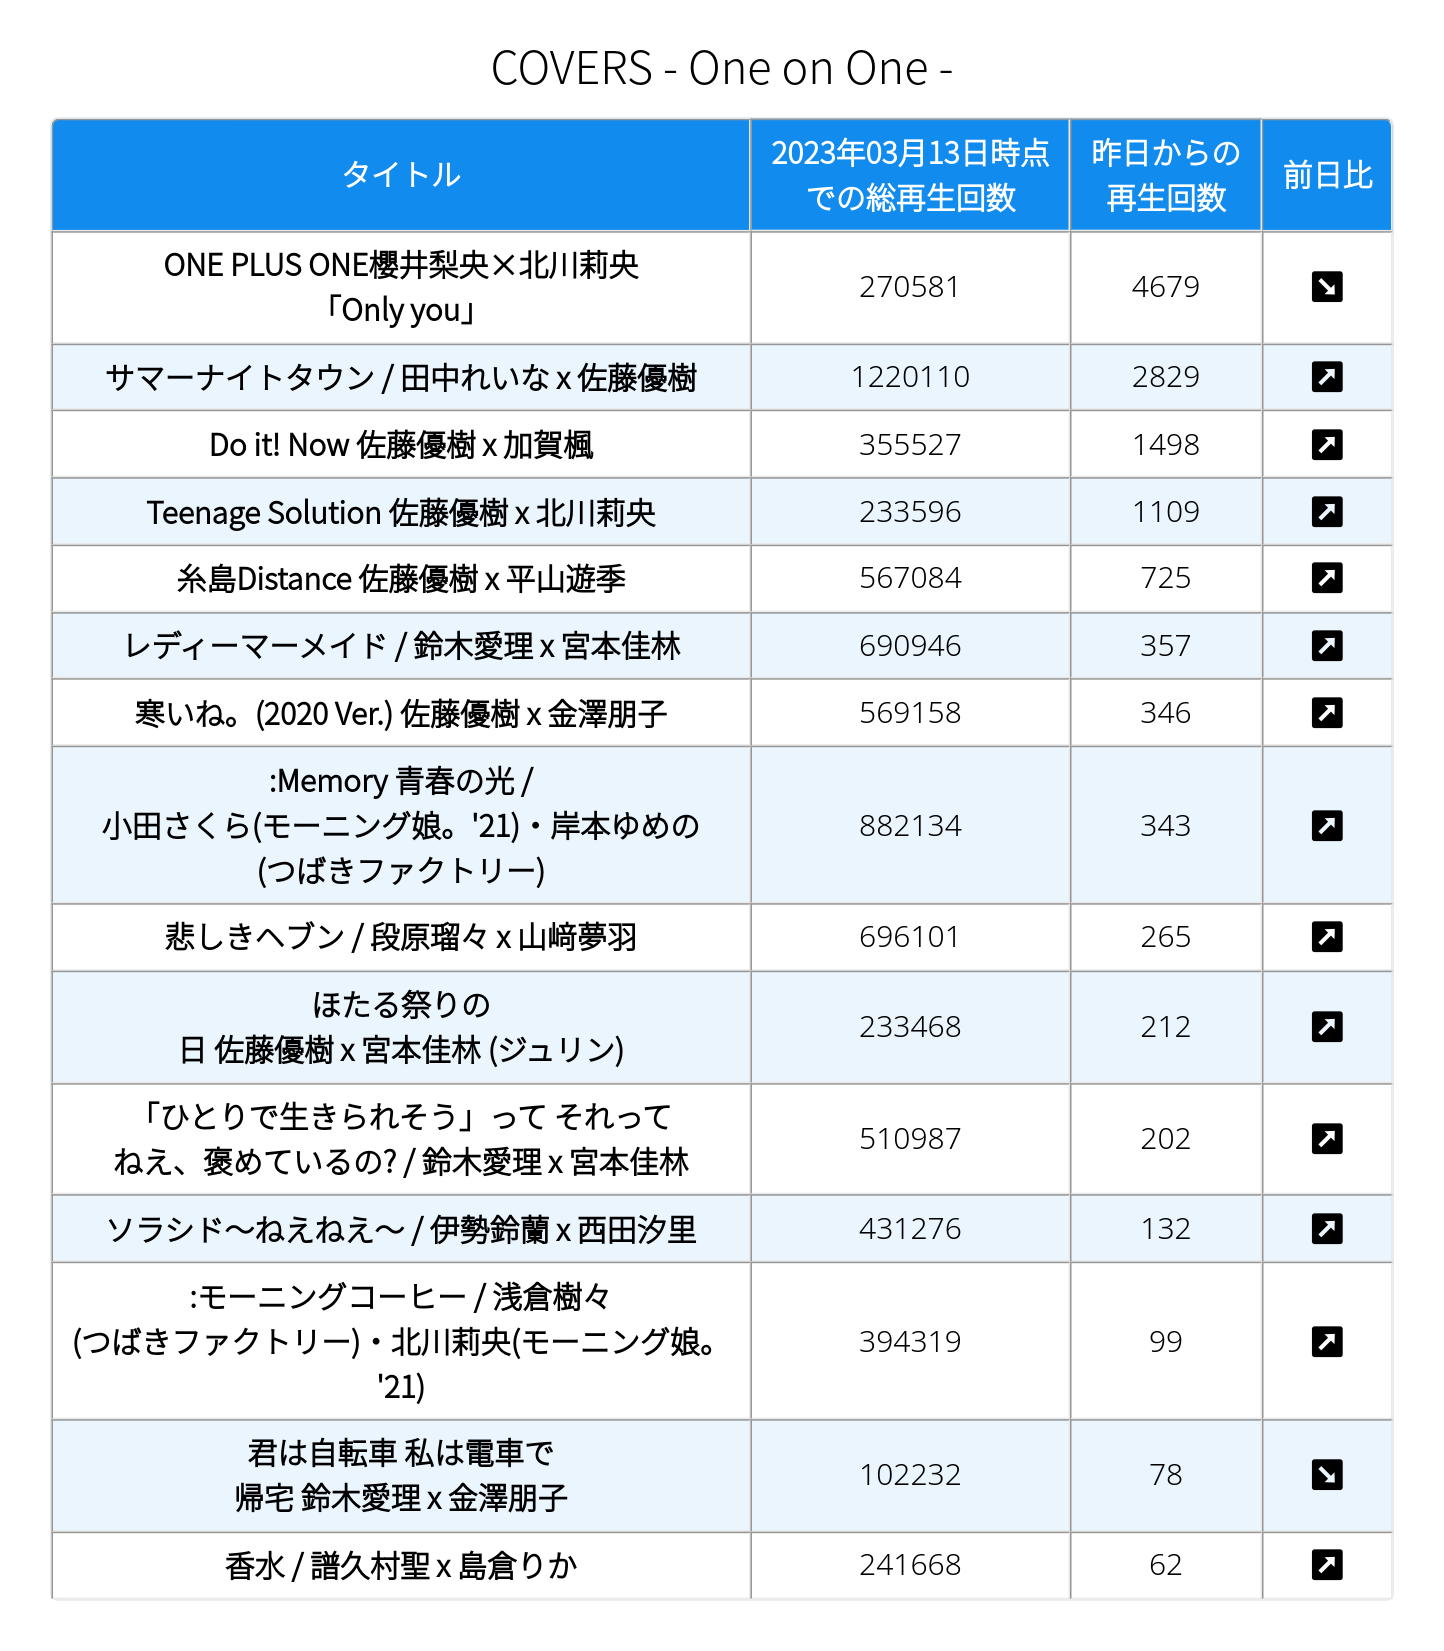 COVERS - One on One -
タイトル
2023年03月13日時点
での総再生回数
昨日からの
再生回数
前日比
ONE PLUS ONE櫻井梨央×北川莉央
「Only you」
270581
4679
サマーナイトタウン / 田中れいな x 佐藤優樹
1220110
2829
Do it! Now 佐藤優樹 x 加賀楓
355527
1498
Teenage Solution 佐藤優樹 x 北川莉央
233596
1109
糸島Distance 佐藤優樹 x 平山遊季
567084
725
レディーマーメイド / 鈴木愛理 x 宮本佳林
690946
357
寒いね。(2020 Ver.) 佐藤優樹 x 金澤朋子
569158
346
:Memory 青春の光 /
小田さくら(モーニング娘。'21)・岸本ゆめの
(つばきファクトリー)
882134
343
悲しきヘブン / 段原瑠々 x 山﨑夢羽
696101
265
ほたる祭りの
日 佐藤優樹 x 宮本佳林 (ジュリン)
233468
212
「ひとりで生きられそう」って それって
ねえ、褒めているの? / 鈴木愛理 x 宮本佳林
510987
202
ソラシド〜ねえねえ〜 / 伊勢鈴蘭 x 西田汐里
431276
132
:モーニングコーヒー / 浅倉樹々
(つばきファクトリー)・北川莉央(モーニング娘。
'21)
394319
99
君は自転車 私は電車で
帰宅 鈴木愛理 x 金澤朋子
102232
78
香水 / 譜久村聖 x 島倉りか
241668
62